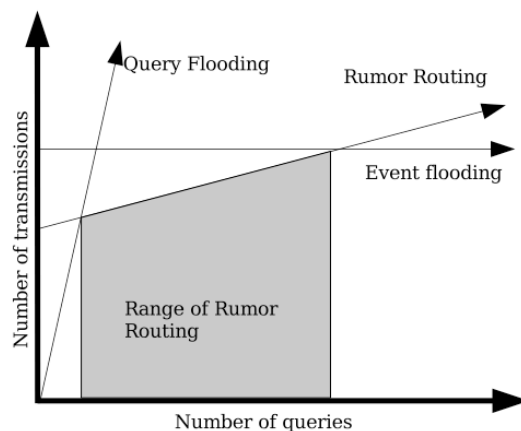 Query Flooding
Rumor Routing
Event flooding
Number of transmissions
Range of Rumor
Routing
Number of queries